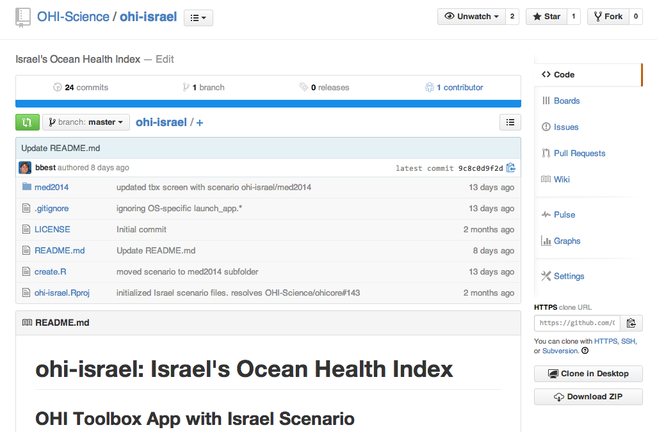 OHI-Science / ohi-israel
Unwatch 2 Star 1 Fork 0
Israel's Ocean Health Index — Edit
24 commits 1 branch 0 releases 1 contributor
branch: master ohi-israel / +
Update README.md
bbest authored 8 days ago latest commit 9c8c0d9f2d
med2014 updated tbx screen with scenario ohi-israel/med2014 13 days ago
.gitignore ignoring OS-specific launch_app.* 13 days ago
LICENSE Initial commit 2 months ago
README.md Update README.md 8 days ago
create.R moved scenario to med2014 subfolder 13 days ago
ohi-israel.Rproj initialized Israel scenario files. resolves OHI-Science/ohicore#143 2 months ago
README.md
ohi-israel: Israel's Ocean Health Index
OHI Toolbox App with Israel Scenario
Code
Boards
Issues
Pull Requests
Wiki
Pulse
Graphs
Settings
HTTPS clone URL
https://github.com/
You can clone with HTTPS, SSH,
or Subversion.
Clone in Desktop
Download ZIP